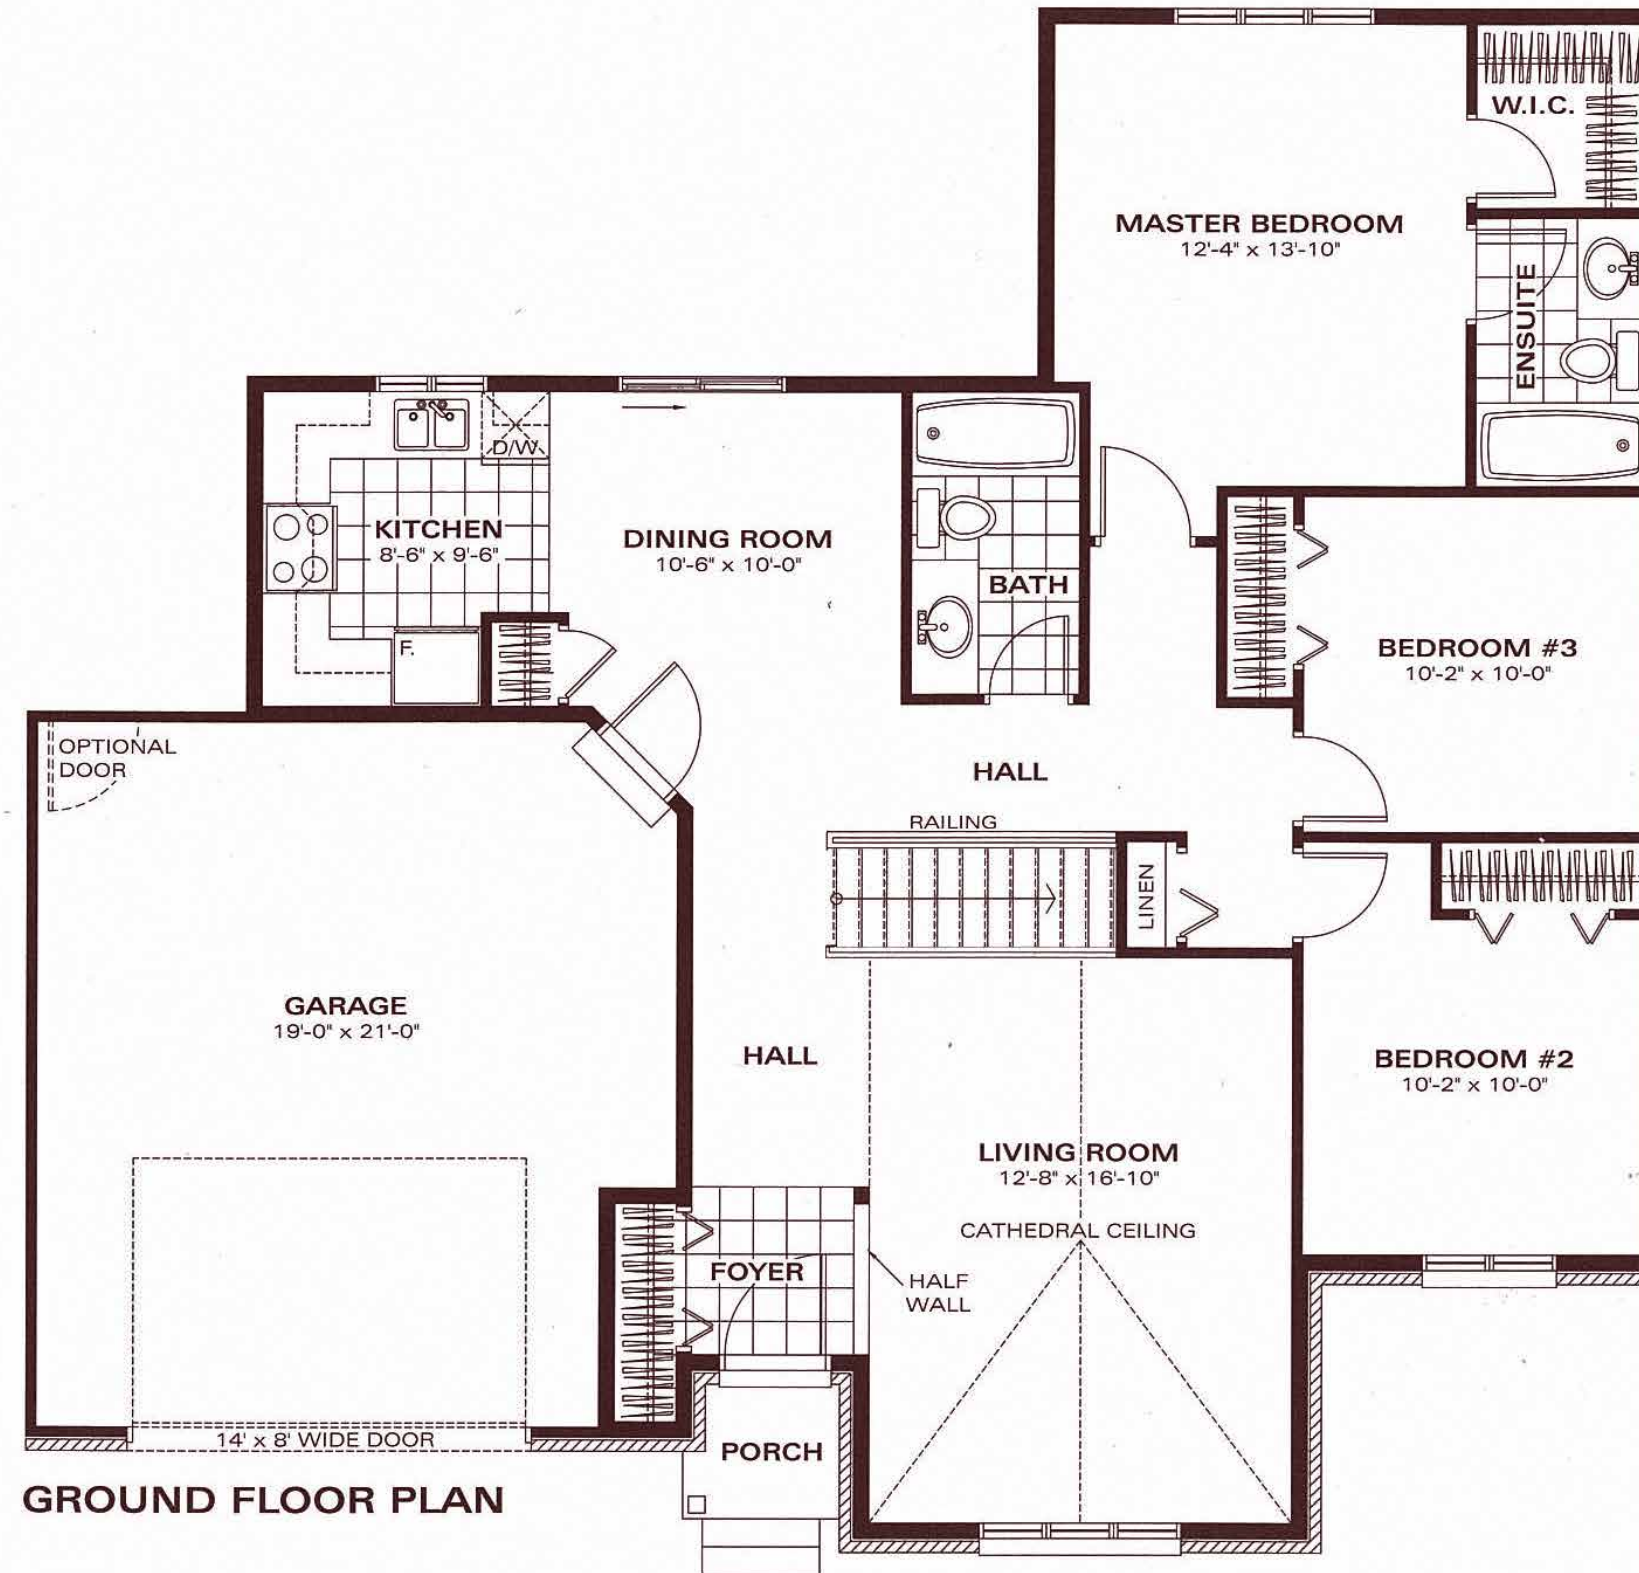 W.I.C.
MASTER BEDROOM
12'-4" x 13'-10"
ENSUITE
D/W
KITCHEN
8'-6" x 9'-6"
DINING ROOM
10'-6" x 10'-0"
BATH
F.
BEDROOM #3
10'-2" x 10'-0"
OPTIONAL
DOOR
HALL
RAILING
LINEN
GARAGE
19'-0" x 21'-0"
HALL
BEDROOM #2
10'-2" x 10'-0"
LIVING ROOM
12'-8" x 16'-10"
CATHEDRAL CEILING
FOYER
HALF
WALL
14' x 8' WIDE DOOR
PORCH
GROUND FLOOR PLAN